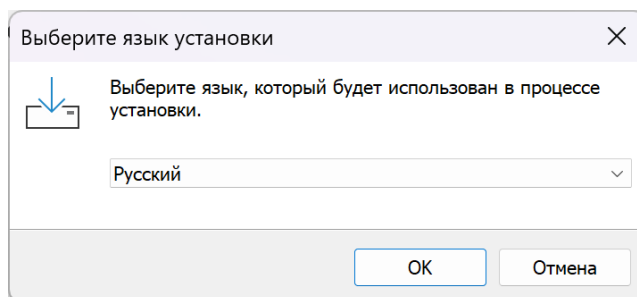 Выберите язык установки
Выберите язык, который будет использован в процессе
установки.
Русский
OK
Отмена